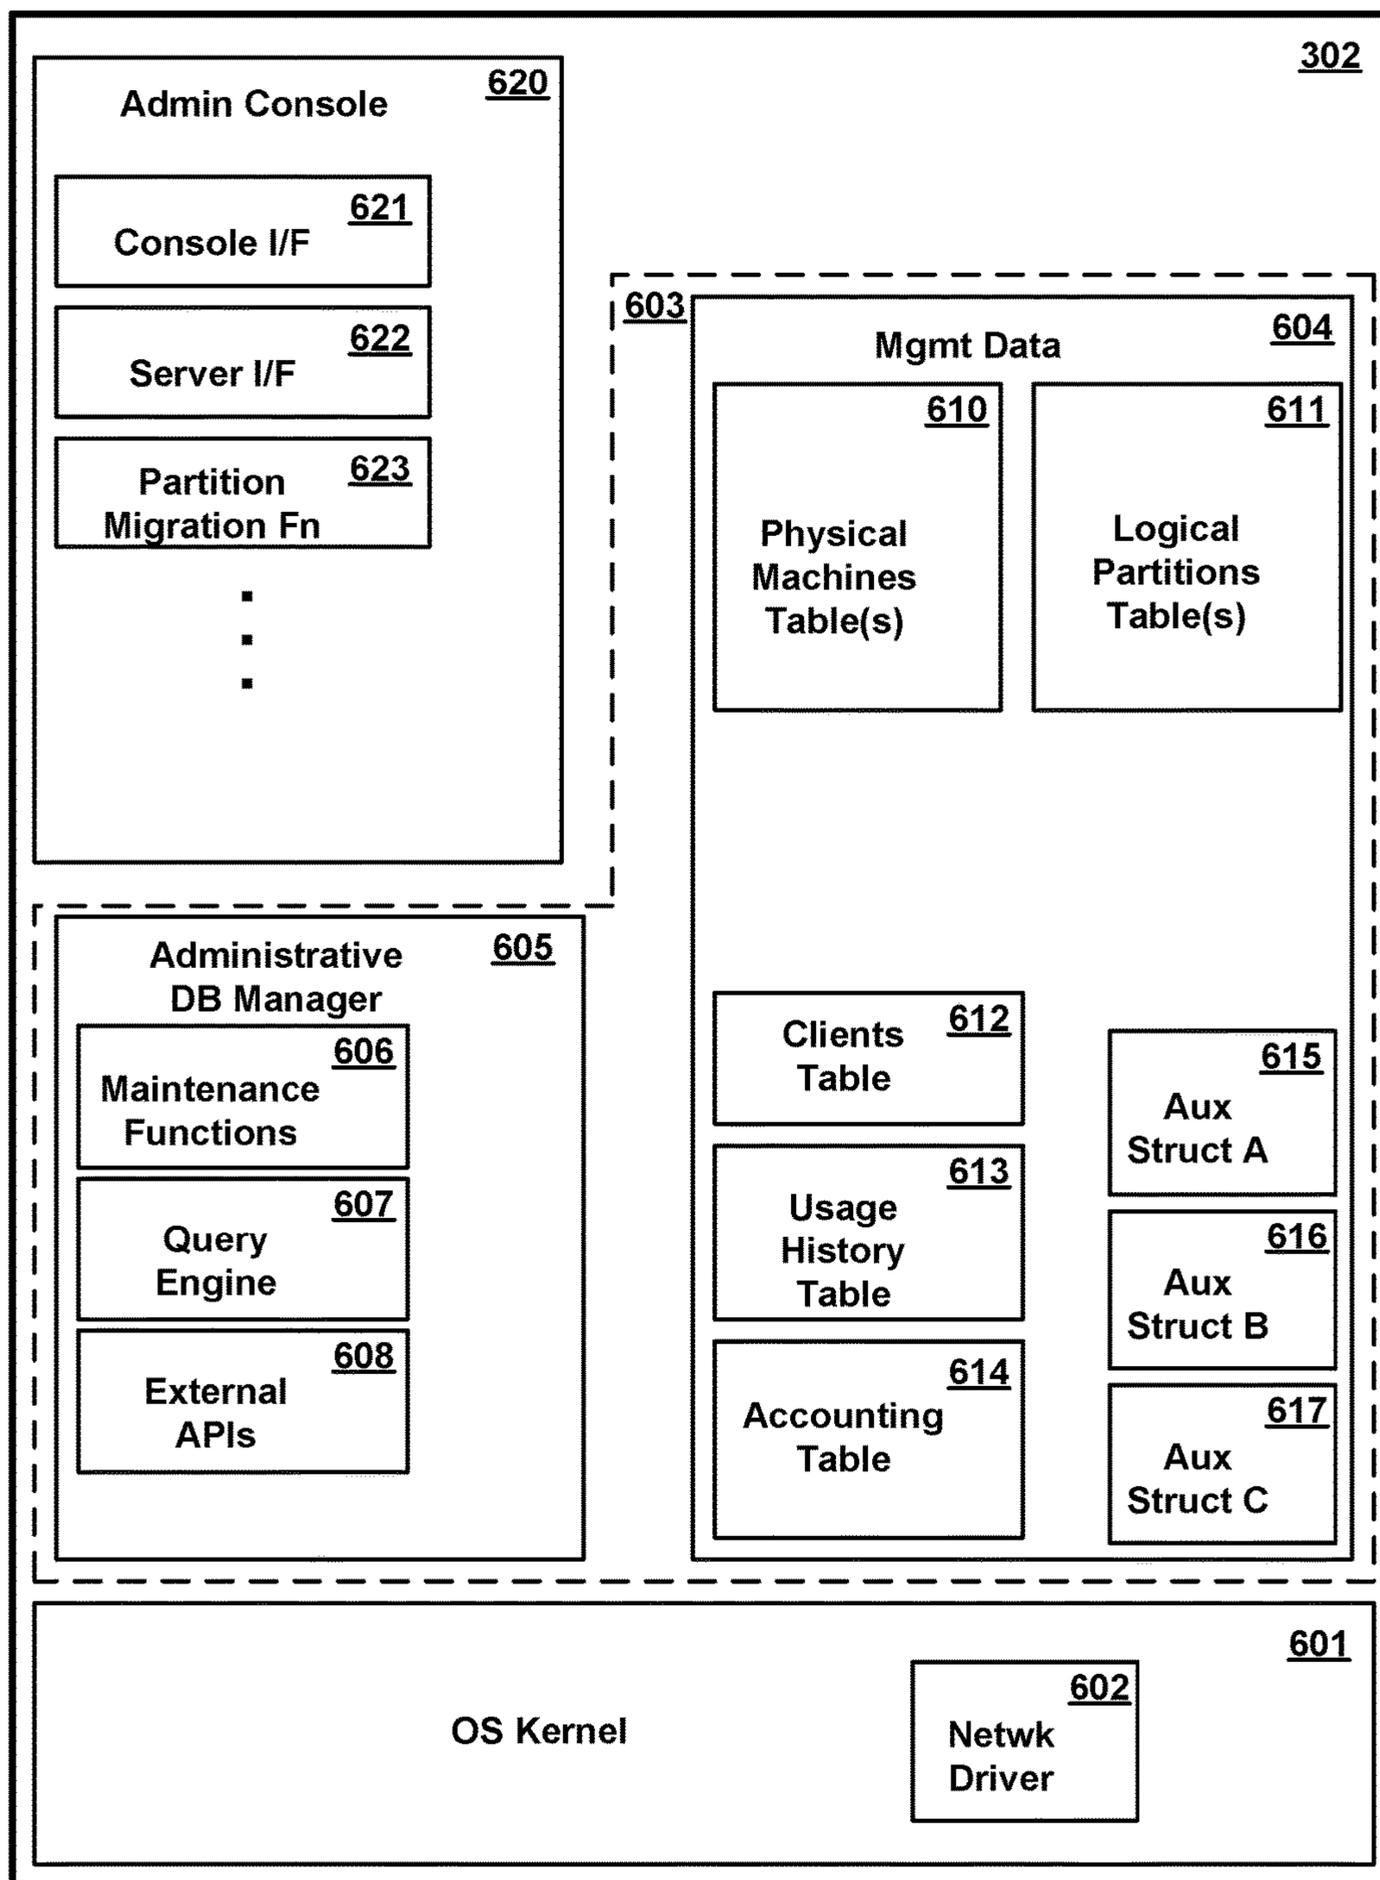 302
620
Admin Console
621
Console I/F
622
Server I/F
623
Partition
Migration Fn
603
604
Mgmt Data
610
Physical
Machines
Table(s)
611
Logical
Partitions
Table(s)
605
Administrative
DB Manager
606
Maintenance
Functions
607
Query
Engine
608
External
APIs
612
Clients
Table
613
Usage
History
Table
614
Accounting
Table
615
Aux
Struct A
616
Aux
Struct B
617
Aux
Struct C
601
OS Kernel
602
Netwk
Driver